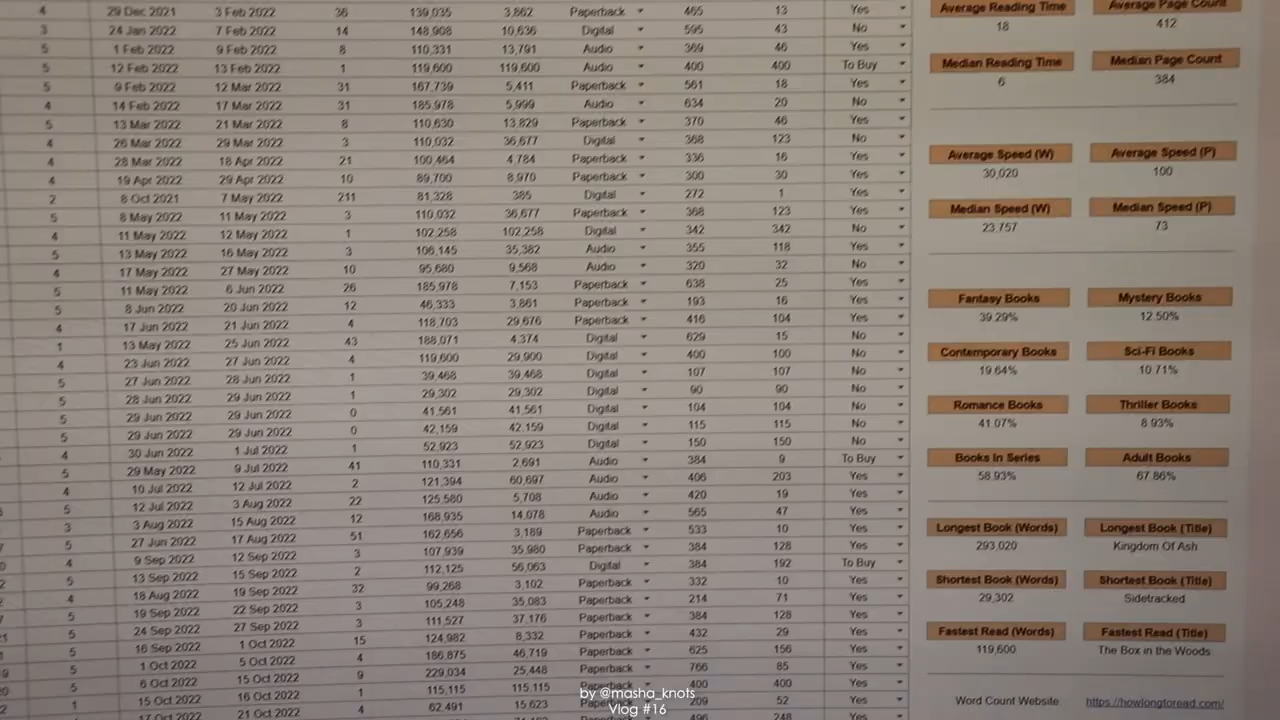 4 29 Dec 2021 3 Feb 2022 36 139,035 3,862 Paperback 465 13 Yes
3 24 Jan 2022 7 Feb 2022 14 148,908 10,636 Digital 595 43 No
5 1 Feb 2022 9 Feb 2022 8 110,331 13,791 Audio 369 46 Yes
5 12 Feb 2022 13 Feb 2022 1 119,600 119,600 Audio 400 400 To Buy
5 9 Feb 2022 12 Mar 2022 31 167,739 5,411 Paperback 561 18 Yes
4 14 Feb 2022 17 Mar 2022 31 185,978 5,999 Audio 634 20 No
5 13 Mar 2022 21 Mar 2022 8 110,630 13,829 Paperback 370 46 Yes
4 26 Mar 2022 29 Mar 2022 3 110,032 36,677 Digital 368 123 No
4 28 Mar 2022 18 Apr 2022 21 100,464 4,784 Paperback 336 16 Yes
4 19 Apr 2022 29 Apr 2022 10 89,700 8,970 Paperback 300 30 Yes
2 8 Oct 2021 7 May 2022 211 81,328 385 Digital 272 1 Yes
5 8 May 2022 11 May 2022 3 110,032 36,677 Paperback 368 123 Yes
4 11 May 2022 12 May 2022 1 102,258 102,258 Digital 342 342 No
5 13 May 2022 16 May 2022 3 106,145 35,382 Audio 355 118 Yes
4 17 May 2022 27 May 2022 10 95,680 9,568 Audio 320 32 No
5 11 May 2022 6 Jun 2022 26 185,978 7,153 Paperback 638 25 Yes
5 8 Jun 2022 20 Jun 2022 12 46,333 3,861 Paperback 193 16 Yes
4 17 Jun 2022 21 Jun 2022 4 118,703 29,676 Paperback 416 104 Yes
1 13 May 2022 25 Jun 2022 43 188,071 4,374 Digital 629 15 No
4 23 Jun 2022 27 Jun 2022 4 119,600 29,900 Digital 400 100 No
5 27 Jun 2022 28 Jun 2022 1 39,468 39,468 Digital 107 107 No
5 28 Jun 2022 29 Jun 2022 1 29,302 29,302 Digital 90 90 No
5 29 Jun 2022 29 Jun 2022 0 41,561 41,561 Digital 104 104 No
5 29 Jun 2022 29 Jun 2022 0 42,159 42,159 Digital 115 115 No
4 30 Jun 2022 1 Jul 2022 1 52,923 52,923 Digital 150 150 No
5 29 May 2022 9 Jul 2022 41 110,331 2,691 Audio 384 9 To Buy
4 10 Jul 2022 12 Jul 2022 2 121,394 60,697 Audio 406 203 Yes
5 12 Jul 2022 3 Aug 2022 22 125,580 5,708 Audio 420 19 Yes
3 3 Aug 2022 15 Aug 2022 12 168,935 14,078 Audio 565 47 Yes
5 27 Jun 2022 17 Aug 2022 51 162,656 3,189 Paperback 533 10 Yes
4 9 Sep 2022 12 Sep 2022 3 107,939 35,980 Paperback 384 128 Yes
5 13 Sep 2022 15 Sep 2022 2 112,125 56,063 Digital 384 192 To Buy
4 18 Aug 2022 19 Sep 2022 32 99,268 3,102 Paperback 332 10 Yes
5 19 Sep 2022 22 Sep 2022 3 105,248 35,083 Paperback 214 71 Yes
5 24 Sep 2022 27 Sep 2022 3 111,527 37,176 Paperback 384 128 Yes
5 16 Sep 2022 1 Oct 2022 15 124,982 8,332 Paperback 432 29 Yes
5 1 Oct 2022 5 Oct 2022 4 186,875 46,719 Paperback 625 156 Yes
5 6 Oct 2022 15 Oct 2022 9 229,034 25,448 Paperback 766 85 Yes
1 15 Oct 2022 16 Oct 2022 1 115,115 115,115 Paperback 400 400 Yes
17 Oct 2022 21 Oct 2022 4 62,491 15,623 209 52 Yes
496 248 Yes
Average Reading Time Average Page Count
18 412
Median Reading Time Median Page Count
6 384
Average Speed (W) Average Speed (P)
30,020 100
Median Speed (W) Median Speed (P)
23,757 73
Fantasy Books Mystery Books
39.29% 12.50%
Contemporary Books Sci-Fi Books
19.64% 10.71%
Romance Books Thriller Books
41.07% 8.93%
Books In Series Adult Books
58.93% 67.86%
Longest Book (Words) Longest Book (Title)
293,020 Kingdom Of Ash
Shortest Book (Words) Shortest Book (Title)
29,302 Sidetracked
Fastest Read (Words) Fastest Read (Title)
119,600 The Box in the Woods
Word Count Website https://howlongtoread.com/
by @masha_knots
Vlog #16